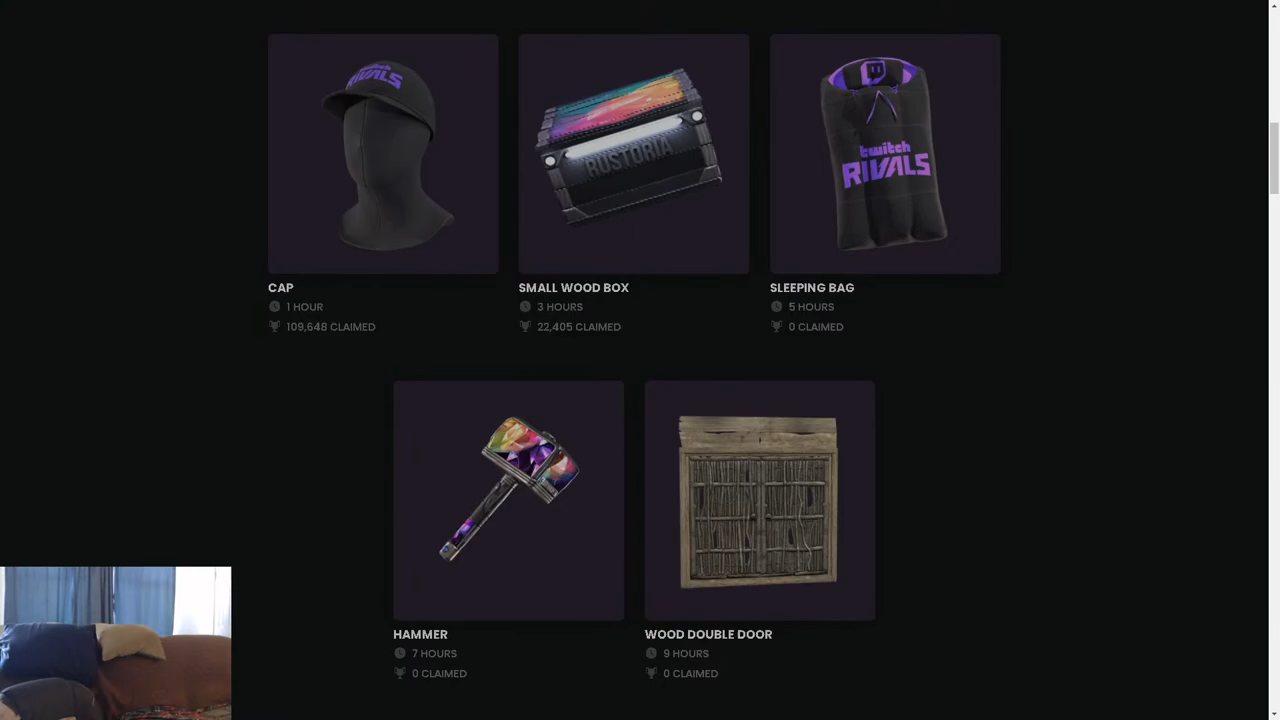 twitch
RIVALS
RUSTORIA
twitch
RIVALS
CAP
1 HOUR
109,648 CLAIMED
SMALL WOOD BOX
3 HOURS
22,405 CLAIMED
SLEEPING BAG
5 HOURS
0 CLAIMED
HAMMER
7 HOURS
0 CLAIMED
WOOD DOUBLE DOOR
9 HOURS
0 CLAIMED